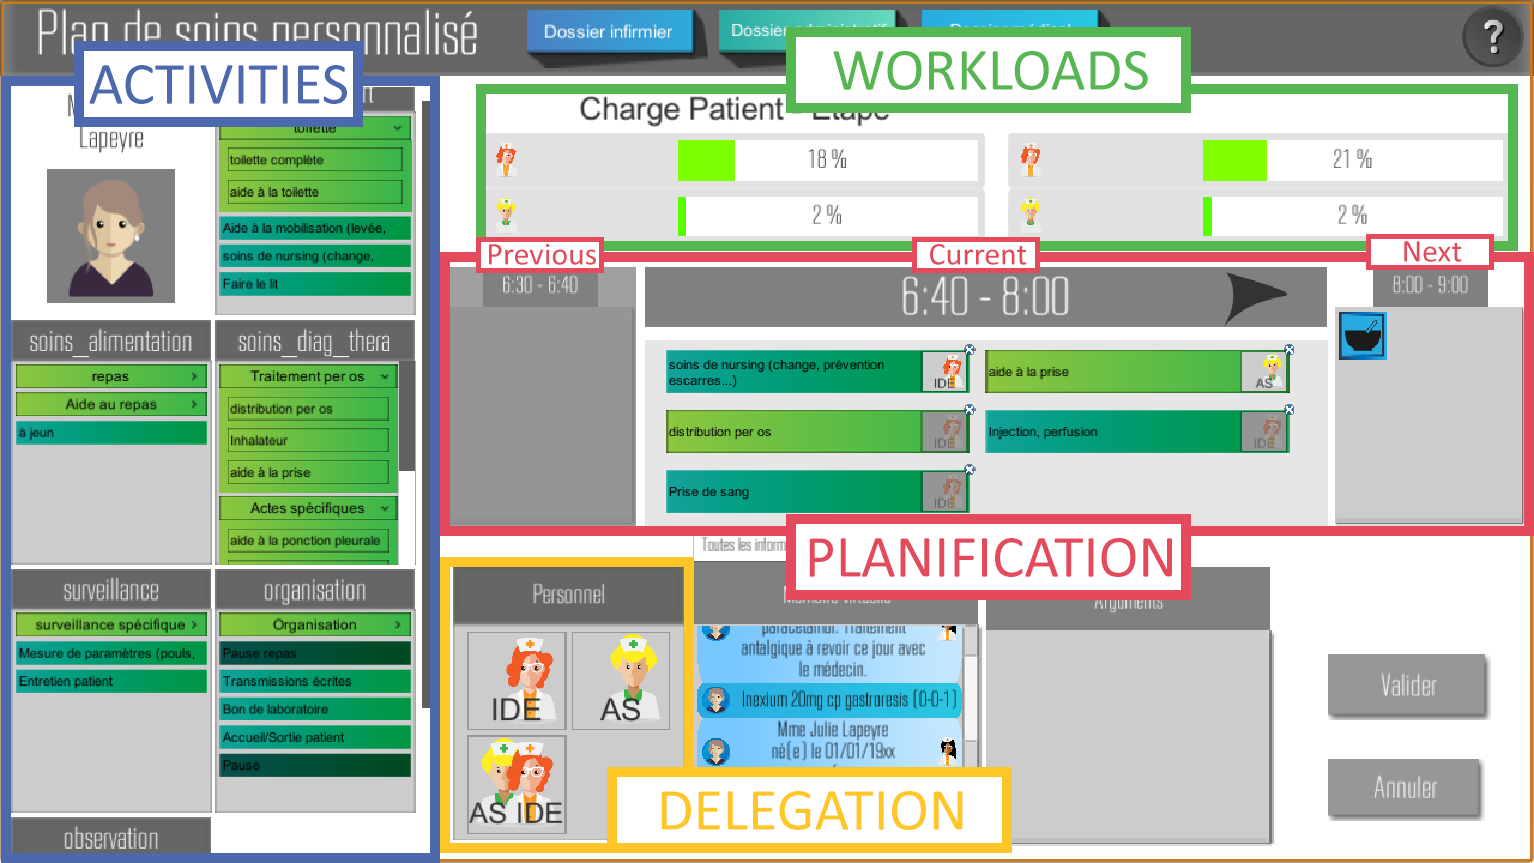 Plan de soins personnalisé
Dossier infirmier
Dossier administratif
Dossier médical
?
ACTIVITIES
WORKLOADS
Lapeyre
toilette
toilette complète
aide à la toilette
Aide à la mobilisation (levée,
soins de nursing (change,
Faire le lit
soins_alimentation
repas
Aide au repas
à jeun
soins_diag_thera
Traitement per os
distribution per os
Inhalateur
aide à la prise
Actes spécifiques
aide à la ponction pleurale
surveillance
surveillance spécifique
Mesure de paramètres (pouls,
Entretien patient
organisation
Organisation
Pause repas
Transmissions écrites
Bon de laboratoire
Accueil/Sortie patient
Pause
observation
Charge Patient - Etape
18 %
21 %
2 %
2 %
Previous
Current
Next
6:30 - 6:40
6:40 - 8:00
8:00 - 9:00
soins de nursing (change, prévention
escarres...)
IDE
aide à la prise
AS
distribution per os
IDE
Injection, perfusion
IDE
Prise de sang
IDE
PLANIFICATION
Toutes les inform
Personnel
Mémoire virtuelle
Arguments
IDE
AS
AS IDE
paracétamol. Traitement
antalgique à revoir ce jour avec
le médecin.
Inexium 20mg cp gastroresis (0-0-1)
Mme Julie Lapeyre
né(e) le 01/01/19xx
DELEGATION
Valider
Annuler